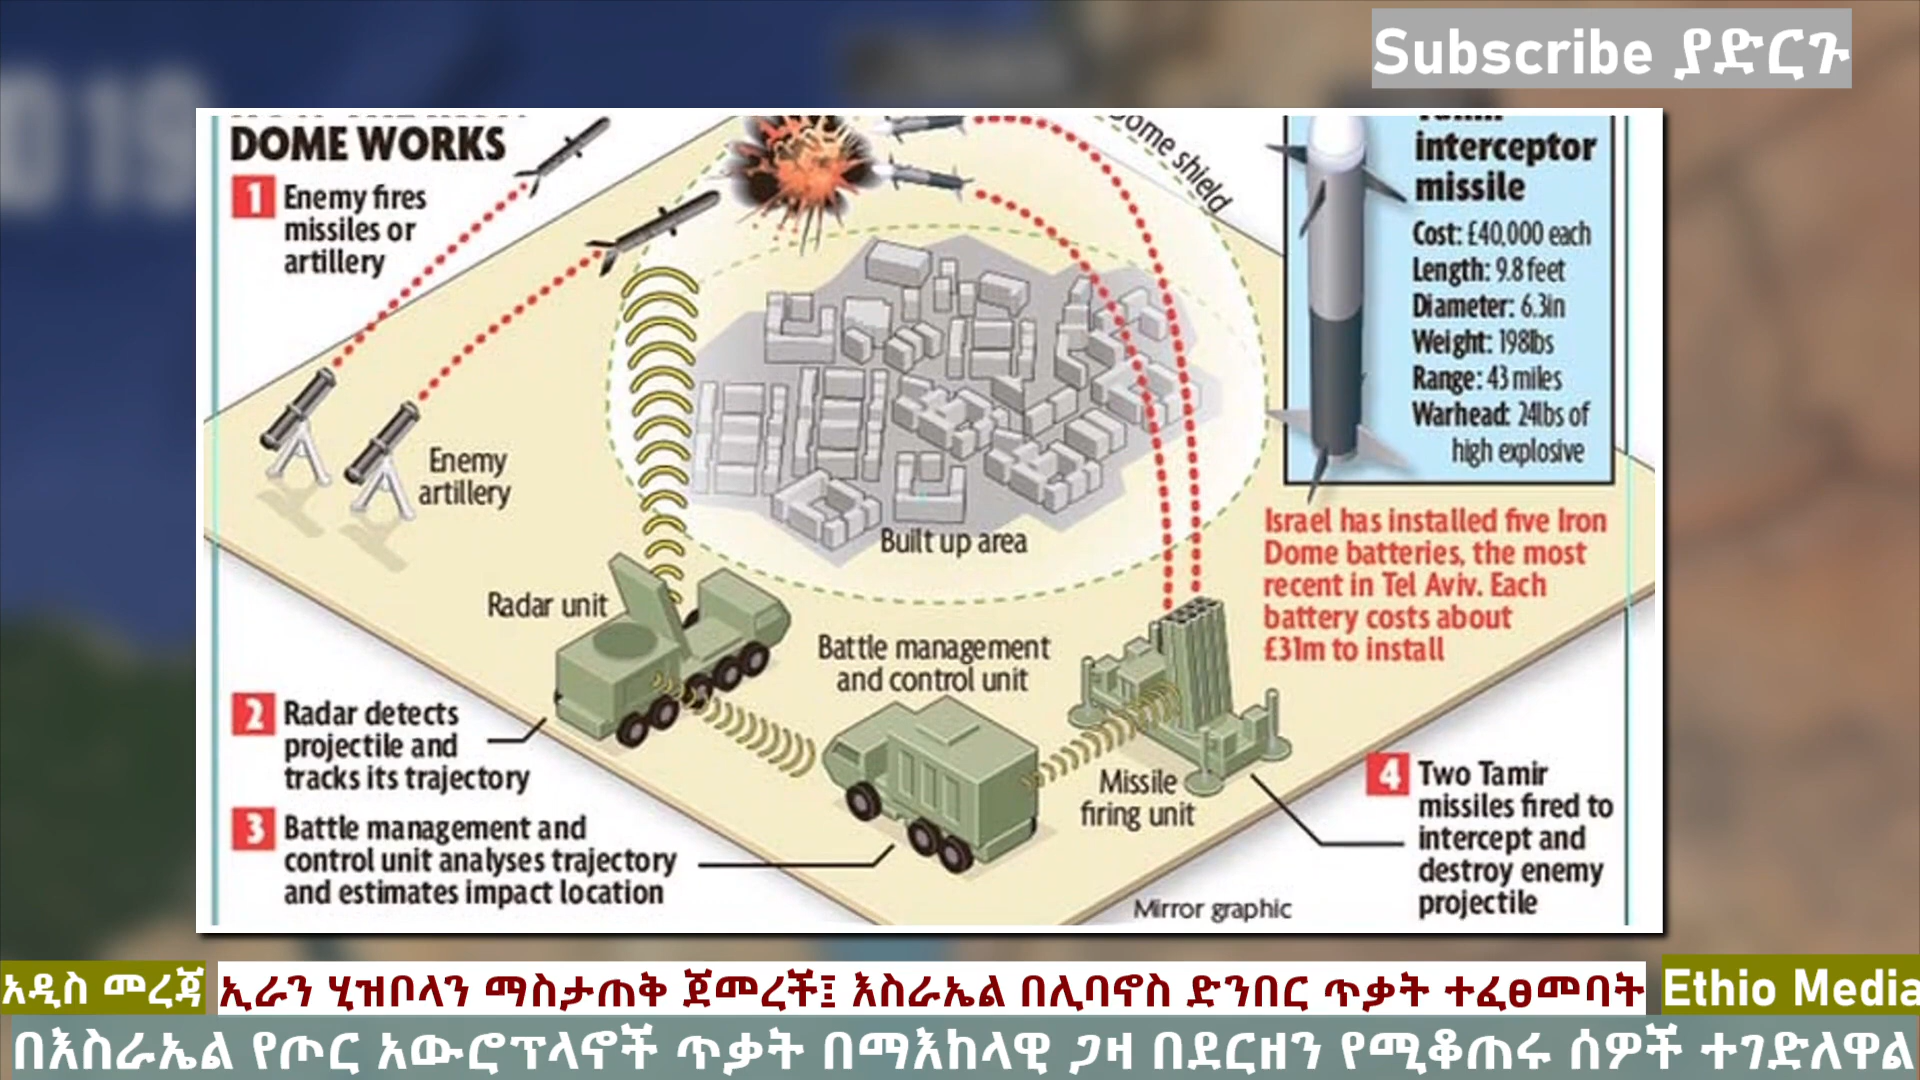 Subscribe ያድርጉ
DOME WORKS
1 Enemy fires
missiles or
artillery
Dome shield
interceptor
missile
Cost: £40,000 each
Length: 9.8 feet
Diameter: 6.3in
Weight: 198lbs
Range: 43 miles
Warhead: 24lbs of
high explosive
Enemy
artillery
Built up area
Israel has installed five Iron
Dome batteries, the most
recent in Tel Aviv. Each
battery costs about
£31m to install
Radar unit
Battle management
and control unit
2 Radar detects
projectile and
tracks its trajectory
3 Battle management and
control unit analyses trajectory
and estimates impact location
Missile
firing unit
4 Two Tamir
missiles fired to
intercept and
destroy enemy
projectile
Mirror graphic
አዲስ መረጃ
ኢራን ሂዝቦላን ማስታጠቅ ጀመረች፤ እስራኤል በሊባኖስ ድንበር ጥቃት ተፈፀመባት
Ethio Media
በእስራኤል የጦር አውሮፕላኖች ጥቃት በማእከላዊ ጋዛ በደርዘን የሚቆጠሩ ሰዎች ተገድለዋል